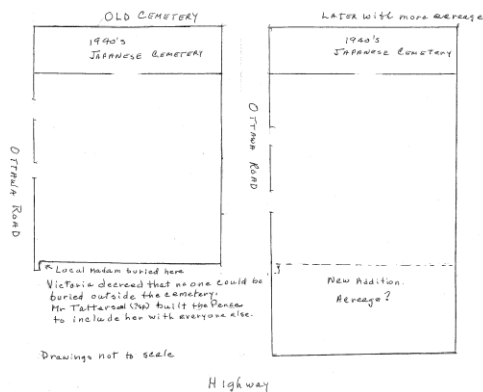 OLD CEMETERY
1940's
JAPANESE CEMETERY
OTTAWA ROAD
Local Madam buried here
Victoria decreed that no one could be
buried outside the cemetery.
Mr Tattersal built the fence
to include her with everyone else.
Drawings not to scale
LATER with more acreage
1940's
JAPANESE CEMETERY
OTTAWA ROAD
New Addition.
Acreage?
Highway